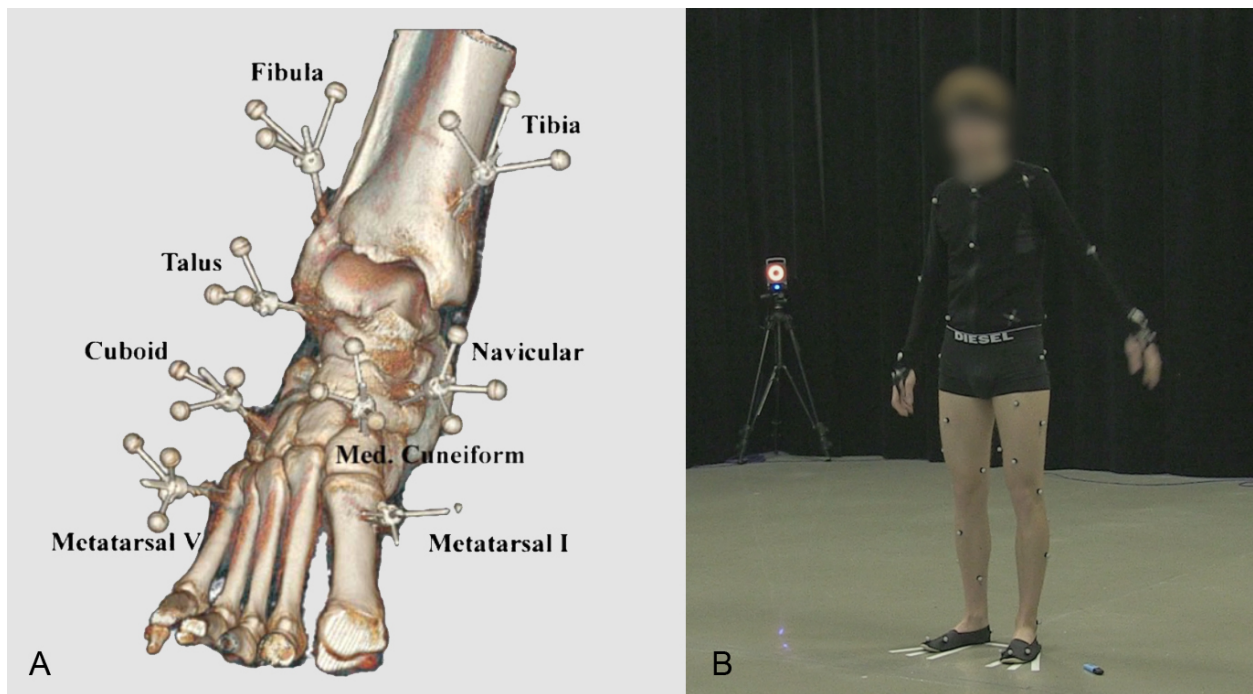 Fibula
Tibia
Talus
Cuboid
Navicular
Med. Cuneiform
Metatarsal V
Metatarsal I
A
DIESEL
B